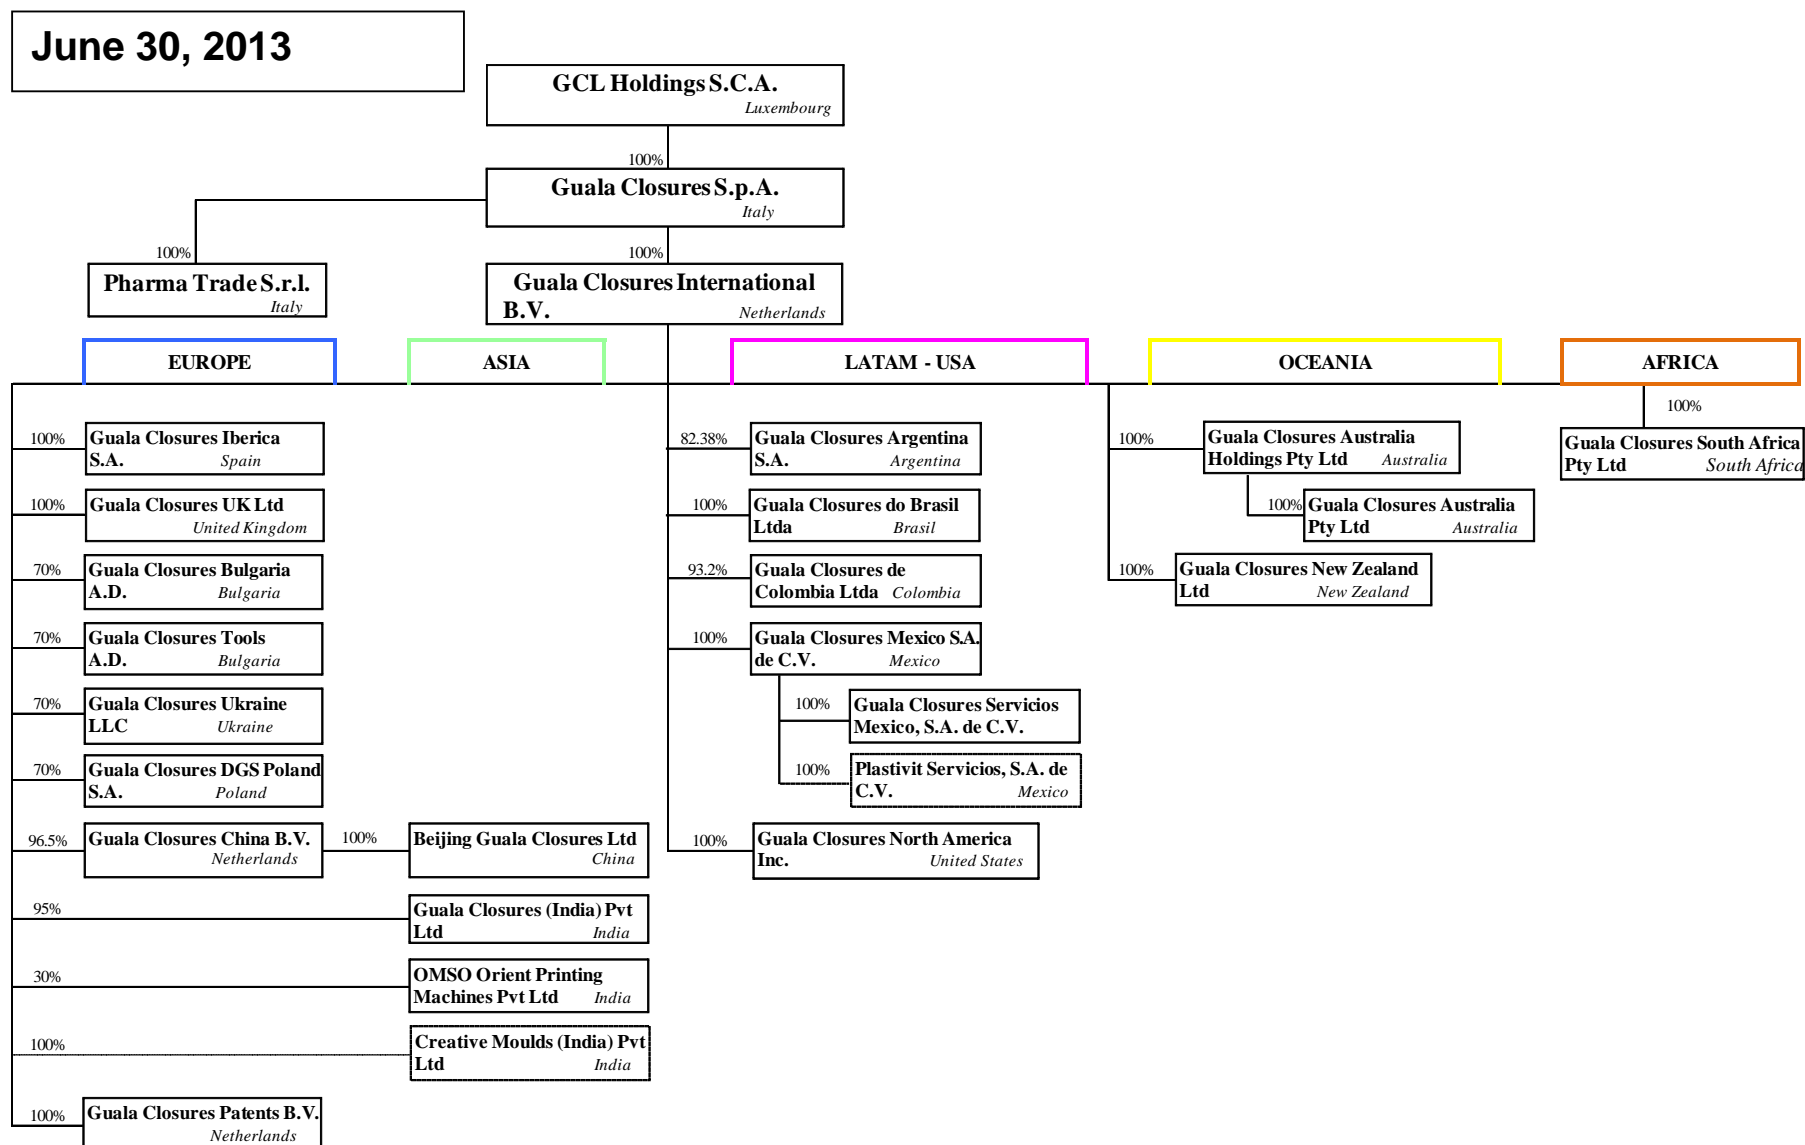 June 30, 2013
GCL Holdings S.C.A.
Luxembourg
100%
Guala Closures S.p.A.
Italy
100%
100%
Pharma Trade S.r.l.
Italy
Guala Closures International
B.V. Netherlands
EUROPE
ASIA
LATAM - USA
OCEANIA
AFRICA
100%
Guala Closures Iberica
S.A. Spain
100%
Guala Closures UK Ltd
United Kingdom
70%
Guala Closures Bulgaria
A.D. Bulgaria
70%
Guala Closures Tools
A.D. Bulgaria
70%
Guala Closures Ukraine
LLC Ukraine
70%
Guala Closures DGS Poland
S.A. Poland
96.5%
Guala Closures China B.V.
Netherlands
100%
Beijing Guala Closures Ltd
China
95%
Guala Closures (India) Pvt
Ltd India
30%
OMSO Orient Printing
Machines Pvt Ltd India
100%
Creative Moulds (India) Pvt
Ltd India
100%
Guala Closures Patents B.V.
Netherlands
82.38%
Guala Closures Argentina
S.A. Argentina
100%
Guala Closures do Brasil
Ltda Brasil
93.2%
Guala Closures de
Colombia Ltda Colombia
100%
Guala Closures Mexico S.A.
de C.V. Mexico
100%
Guala Closures Servicios
Mexico, S.A. de C.V.
100%
Plastivit Servicios, S.A. de
C.V. Mexico
100%
Guala Closures North America
Inc. United States
100%
Guala Closures Australia
Holdings Pty Ltd Australia
100%
Guala Closures Australia
Pty Ltd Australia
100%
Guala Closures New Zealand
Ltd New Zealand
100%
Guala Closures South Africa
Pty Ltd South Africa